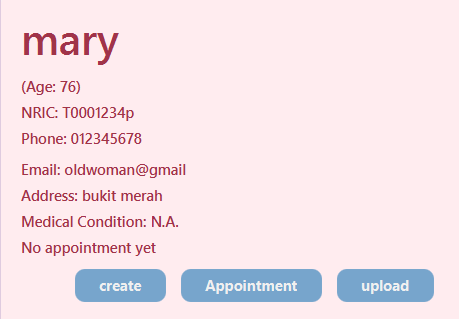 mary
(Age: 76)
NRIC: T0001234p
Phone: 012345678
Email: oldwoman@gmail
Address: bukit merah
Medical Condition: N.A.
No appointment yet
create Appointment upload